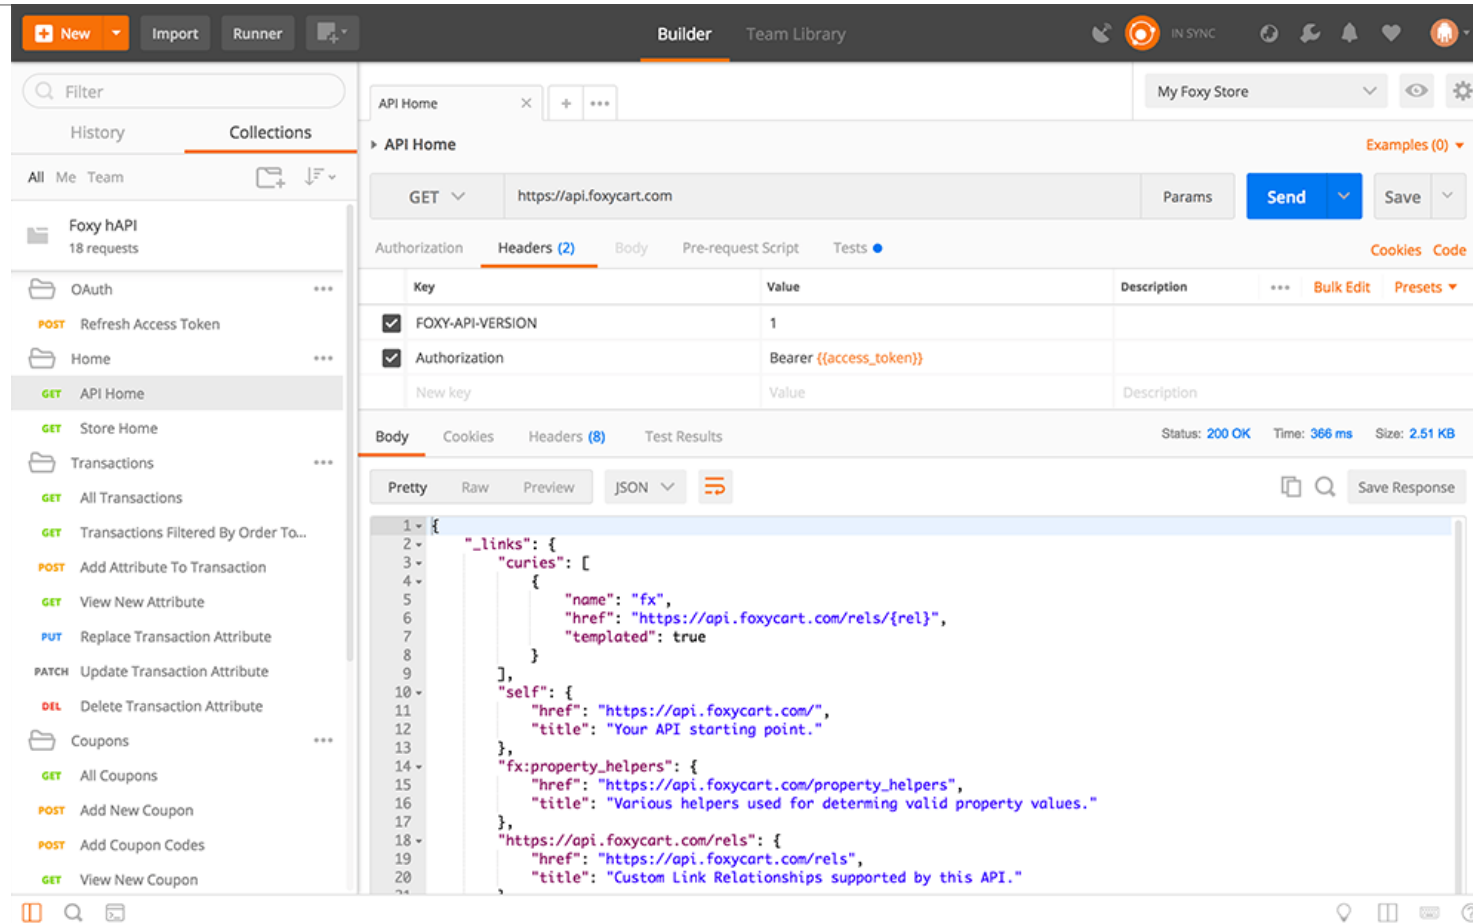 New Import Runner Builder Team Library IN SYNC
Filter
History Collections
All Me Team
Foxy hAPI
18 requests
OAuth
POST Refresh Access Token
Home
GET API Home
GET Store Home
Transactions
GET All Transactions
GET Transactions Filtered By Order To...
POST Add Attribute To Transaction
GET View New Attribute
PUT Replace Transaction Attribute
PATCH Update Transaction Attribute
DEL Delete Transaction Attribute
Coupons
GET All Coupons
POST Add New Coupon
POST Add Coupon Codes
GET View New Coupon
API Home My Foxy Store
API Home Examples (0)
GET https://api.foxycart.com Params Send Save
Authorization Headers (2) Body Pre-request Script Tests Cookies Code
Key Value Description Bulk Edit Presets
FOXY-API-VERSION 1
Authorization Bearer {{access_token}}
New key Value Description
Body Cookies Headers (8) Test Results Status: 200 OK Time: 366 ms Size: 2.51 KB
Pretty Raw Preview JSON Save Response
1 {
2 "_links": {
3 "curies": [
4 {
5 "name": "fx",
6 "href": "https://api.foxycart.com/rels/{rel}",
7 "templated": true
8 }
9 ],
10 "self": {
11 "href": "https://api.foxycart.com/",
12 "title": "Your API starting point."
13 },
14 "fx:property_helpers": {
15 "href": "https://api.foxycart.com/property_helpers",
16 "title": "Various helpers used for determing valid property values."
17 },
18 "https://api.foxycart.com/rels": {
19 "href": "https://api.foxycart.com/rels",
20 "title": "Custom Link Relationships supported by this API."